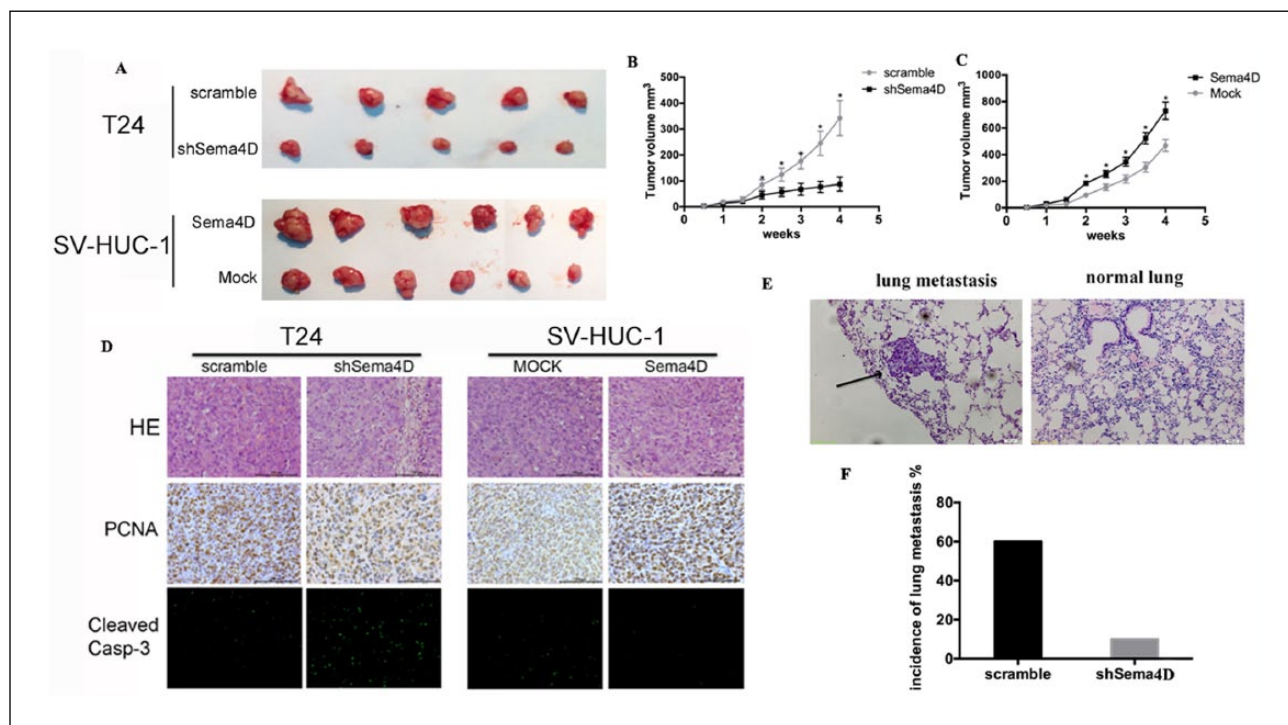 A
T24
scramble
shSema4D
SV-HUC-1
Sema4D
Mock
B
scramble
shSema4D
Tumor volume mm3
500
400
300
200
100
0
* * * * *
0 1 2 3 4 5
weeks
C
Sema4D
Mock
Tumor volume mm3
1000
800
600
400
200
0
* * * * *
0 1 2 3 4 5
weeks
D
T24 SV-HUC-1
scramble shSema4D MOCK Sema4D
HE
PCNA
Cleaved
Casp-3
E
lung metastasis normal lung
F
incidence of lung metastasis %
80
60
40
20
0
scramble shSema4D